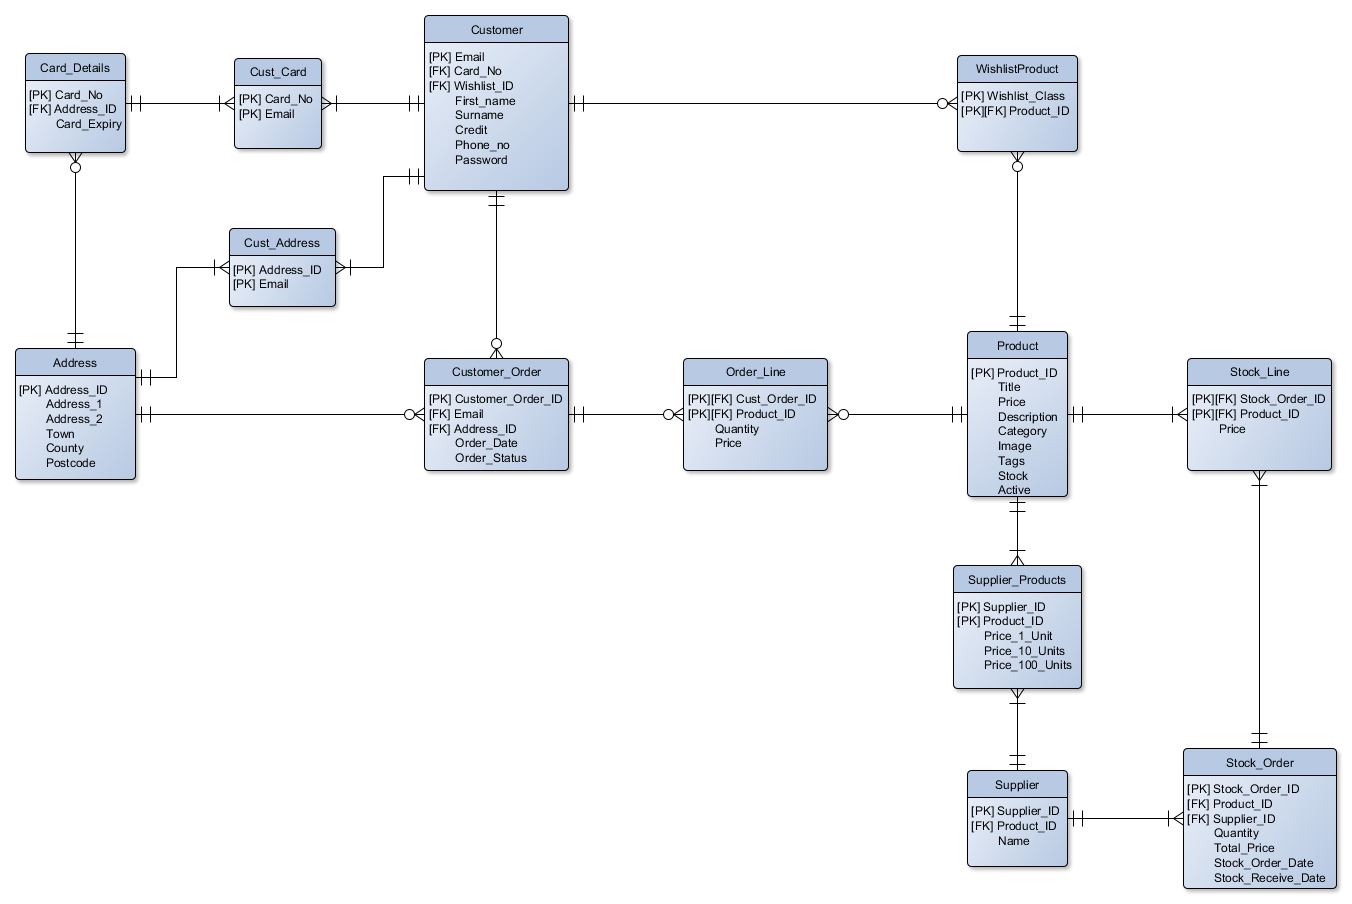 Customer
[PK] Email
[FK] Card_No
[FK] Wishlist_ID
First_name
Surname
Credit
Phone_no
Password
Card_Details
[PK] Card_No
[FK] Address_ID
Card_Expiry
Cust_Card
[PK] Card_No
[PK] Email
WishlistProduct
[PK] Wishlist_Class
[PK][FK] Product_ID
Cust_Address
[PK] Address_ID
[PK] Email
Address
[PK] Address_ID
Address_1
Address_2
Town
County
Postcode
Customer_Order
[PK] Customer_Order_ID
[FK] Email
[FK] Address_ID
Order_Date
Order_Status
Order_Line
[PK][FK] Cust_Order_ID
[PK][FK] Product_ID
Quantity
Price
Product
[PK] Product_ID
Title
Price
Description
Category
Image
Tags
Stock
Active
Stock_Line
[PK][FK] Stock_Order_ID
[PK][FK] Product_ID
Price
Supplier_Products
[PK] Supplier_ID
[PK] Product_ID
Price_1_Unit
Price_10_Units
Price_100_Units
Supplier
[PK] Supplier_ID
[FK] Product_ID
Name
Stock_Order
[PK] Stock_Order_ID
[FK] Product_ID
[FK] Supplier_ID
Quantity
Total_Price
Stock_Order_Date
Stock_Receive_Date